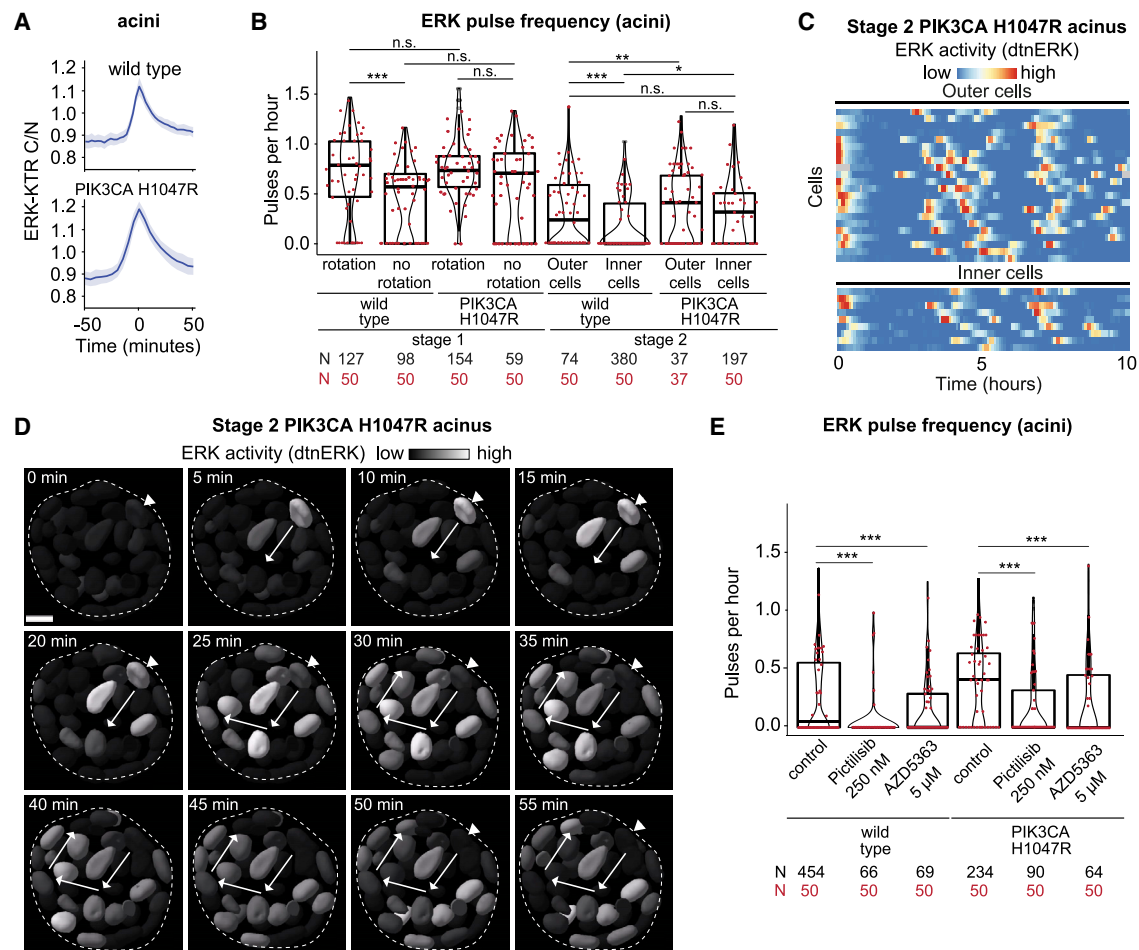 A
acini
wild type
1.2
1.1
1.0
0.9
0.8
PIK3CA H1047R
1.2
1.1
1.0
0.9
0.8
ERK-KTR C/N
-50 0 50
Time (minutes)
B
ERK pulse frequency (acini)
n.s.
n.s.
*** n.s.
**
*** *
n.s.
n.s.
1.5
1.0
0.5
0.0
Pulses per hour
rotation no rotation rotation no rotation Outer cells Inner cells Outer cells Inner cells
wild type PIK3CA H1047R wild type PIK3CA H1047R
stage 1 stage 2
N 127 98 154 59 74 380 37 197
N 50 50 50 50 50 50 37 50
C
Stage 2 PIK3CA H1047R acinus
ERK activity (dtnERK)
low high
Outer cells
Cells
Inner cells
0 5 10
Time (hours)
D
Stage 2 PIK3CA H1047R acinus
ERK activity (dtnERK) low high
0 min 5 min 10 min 15 min
20 min 25 min 30 min 35 min
40 min 45 min 50 min 55 min
E
ERK pulse frequency (acini)
*** ***
*** ***
1.5
1.0
0.5
0.0
Pulses per hour
control Pictilisib 250 nM AZD5363 5 μM control Pictilisib 250 nM AZD5363 5 μM
wild type PIK3CA H1047R
N 454 66 69 234 90 64
N 50 50 50 50 50 50